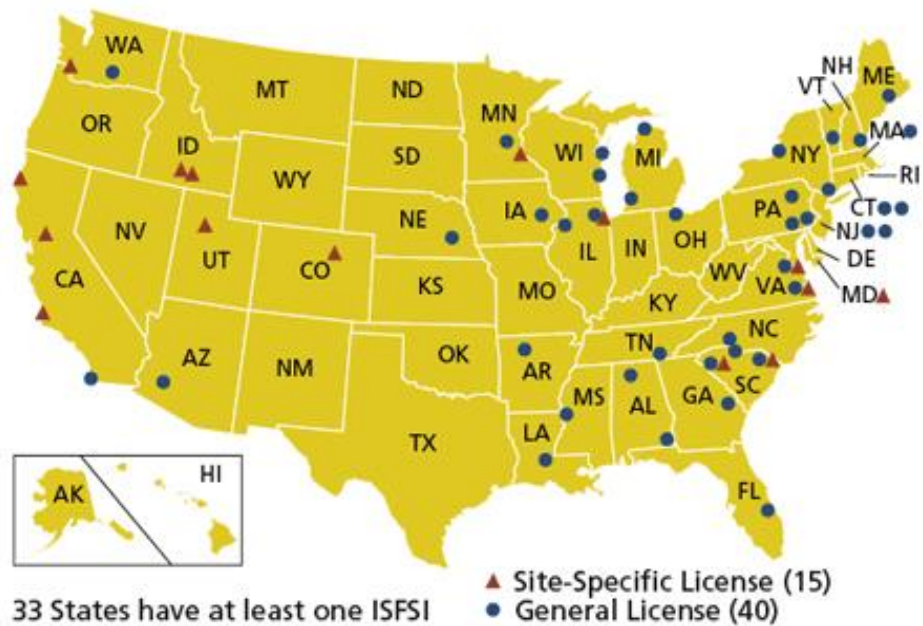 WA
MT
ND
MN
VT
NH
ME
OR
ID
SD
WI
MI
NY
MA
RI
WY
IA
PA
CT
NV
NE
IL
IN
OH
NJ
UT
CO
DE
CA
KS
MO
WV
VA
MD
KY
AZ
NM
OK
AR
TN
NC
SC
MS
AL
GA
TX
LA
FL
AK
HI
33 States have at least one ISFSI
Site-Specific License (15)
General License (40)